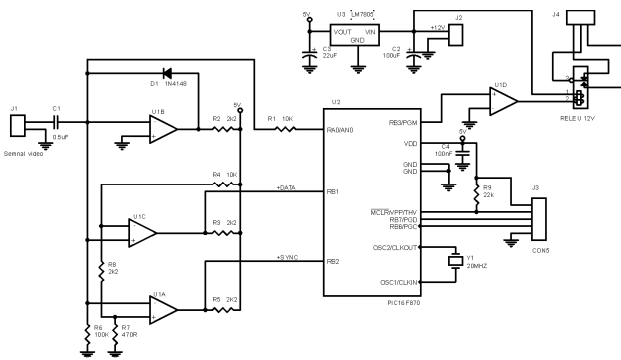 5V
U3 LM7805
VOUT VIN
GND
+12V
J2
J4
C3
22uF
C2
100uF
D1 1N4148
J1
C1
0.5uF
Semnal video
U1B
-
+
5V
R2 2K2
R1 10K
U2
RA0/AN0
RB3/PGM
VDD
GND
GND
MCLR/VPP/THV
RB7/PGD
RB6/PGC
OSC2/CLKOUT
OSC1/CLKIN
PIC16F870
U1D
+
-
3
1
2
RELEU 12V
5V
C4
100nF
R9
22k
J3
CON5
Y1
20MHZ
R4 10K
+DATA
RB1
U1C
-
+
R3 2k2
R8
2k2
+SYNC
RB2
U1A
-
+
R5 2K2
R6
100K
R7
470R